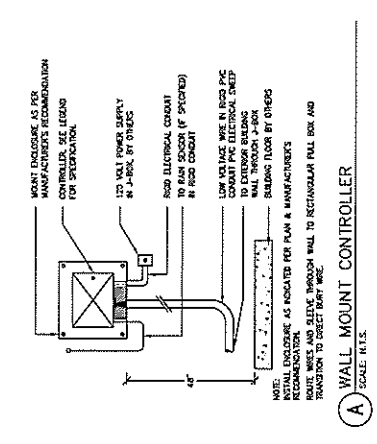 MOUNT ENCLOSURE AS PER
MANUFACTURER'S RECOMMENDATION
CONTROLLER, SEE LEGEND
FOR SPECIFICATION.
120 VOLT POWER SUPPLY
IN J-BOX, BY OTHERS
RIGID ELECTRICAL CONDUIT
TO RAIN SENSOR (IF SPECIFIED)
IN RIGID CONDUIT
LOW VOLTAGE WIRE IN RIGID PVC
CONDUIT PVC ELECTRICAL SWEEP
TO EXTERIOR BUILDING
WALL THROUGH J-BOX
BUILDING FLOOR BY OTHERS
48"
NOTE:
INSTALL ENCLOSURE AS INDICATED PER PLAN & MANUFACTURER'S
RECOMMENDATION.
ROUTE WIRES AND SLEEVE THROUGH WALL TO RECTANGULAR PULL BOX AND
TRANSITION TO DIRECT BURY WIRE.
A WALL MOUNT CONTROLLER
SCALE: N.T.S.